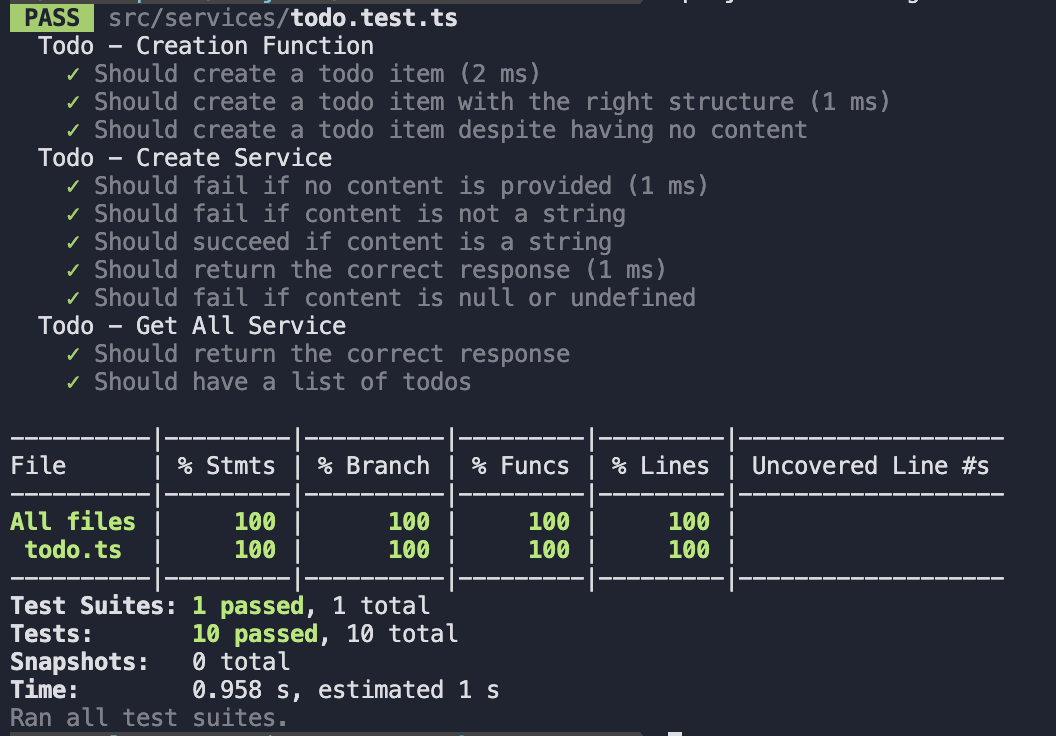 PASS src/services/todo.test.ts
Todo – Creation Function
✓ Should create a todo item (2 ms)
✓ Should create a todo item with the right structure (1 ms)
✓ Should create a todo item despite having no content
Todo – Create Service
✓ Should fail if no content is provided (1 ms)
✓ Should fail if content is not a string
✓ Should succeed if content is a string
✓ Should return the correct response (1 ms)
✓ Should fail if content is null or undefined
Todo – Get All Service
✓ Should return the correct response
✓ Should have a list of todos
----------|---------|----------|---------|---------|-------------------
File | % Stmts | % Branch | % Funcs | % Lines | Uncovered Line #s
----------|---------|----------|---------|---------|-------------------
All files | 100 | 100 | 100 | 100 |
todo.ts | 100 | 100 | 100 | 100 |
----------|---------|----------|---------|---------|-------------------
Test Suites: 1 passed, 1 total
Tests: 10 passed, 10 total
Snapshots: 0 total
Time: 0.958 s, estimated 1 s
Ran all test suites.